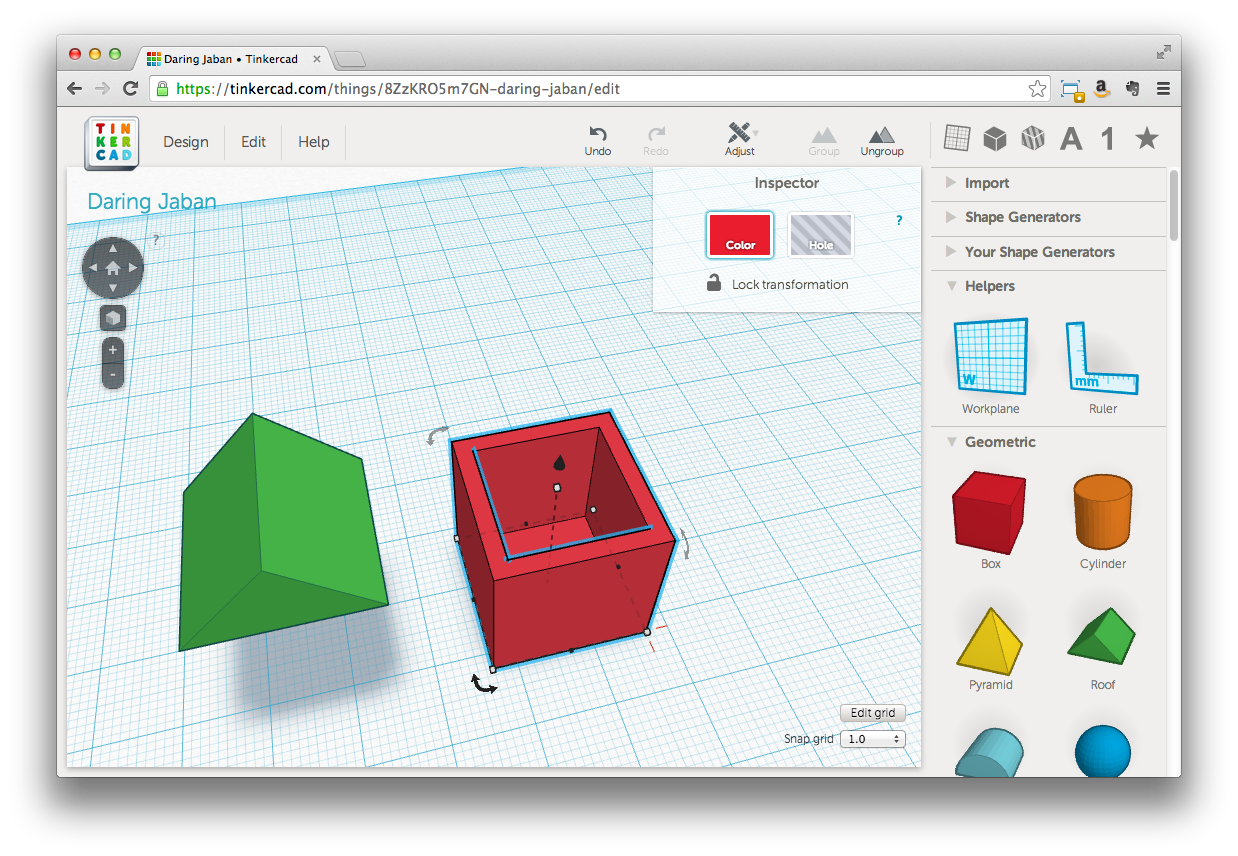 Daring Jaban • Tinkercad
https://tinkercad.com/things/8ZzKRO5m7GN-daring-jaban/edit
TIN
KER
CAD
Design
Edit
Help
Undo
Redo
Adjust
Group
Ungroup
A
1
Daring Jaban
?
+
-
Inspector
Color
Hole
?
Lock transformation
Import
Shape Generators
Your Shape Generators
Helpers
W
mm
Workplane
Ruler
Geometric
Box
Cylinder
Pyramid
Roof
Edit grid
Snap grid 1.0